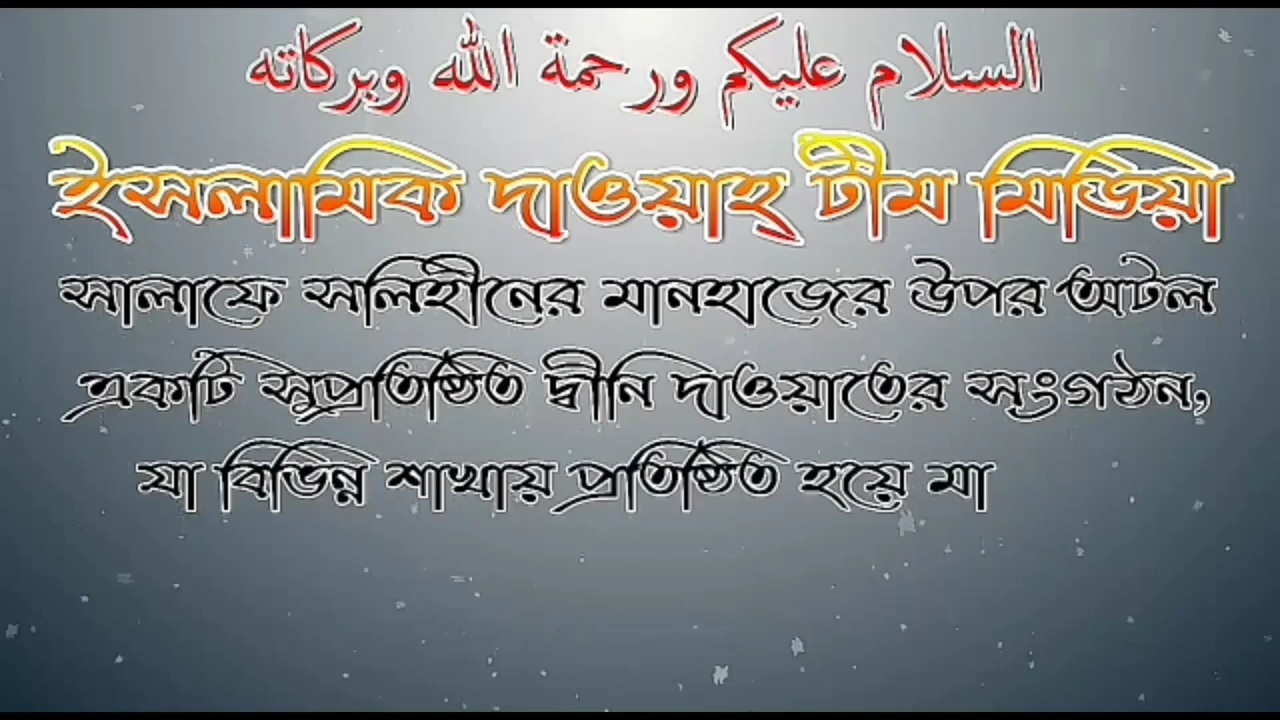 السلام عليكم ورحمة الله وبركاته
ইসলামিক দাওয়াহ্ টীম মিডিয়া
সালাফে সলিহীনের মানহাজের উপর অটল
একটি সুপ্রতিষ্ঠিত দ্বীনি দাওয়াতের সংগঠন,
যা বিভিন্ন শাখায় প্রতিষ্ঠিত হয়ে মা